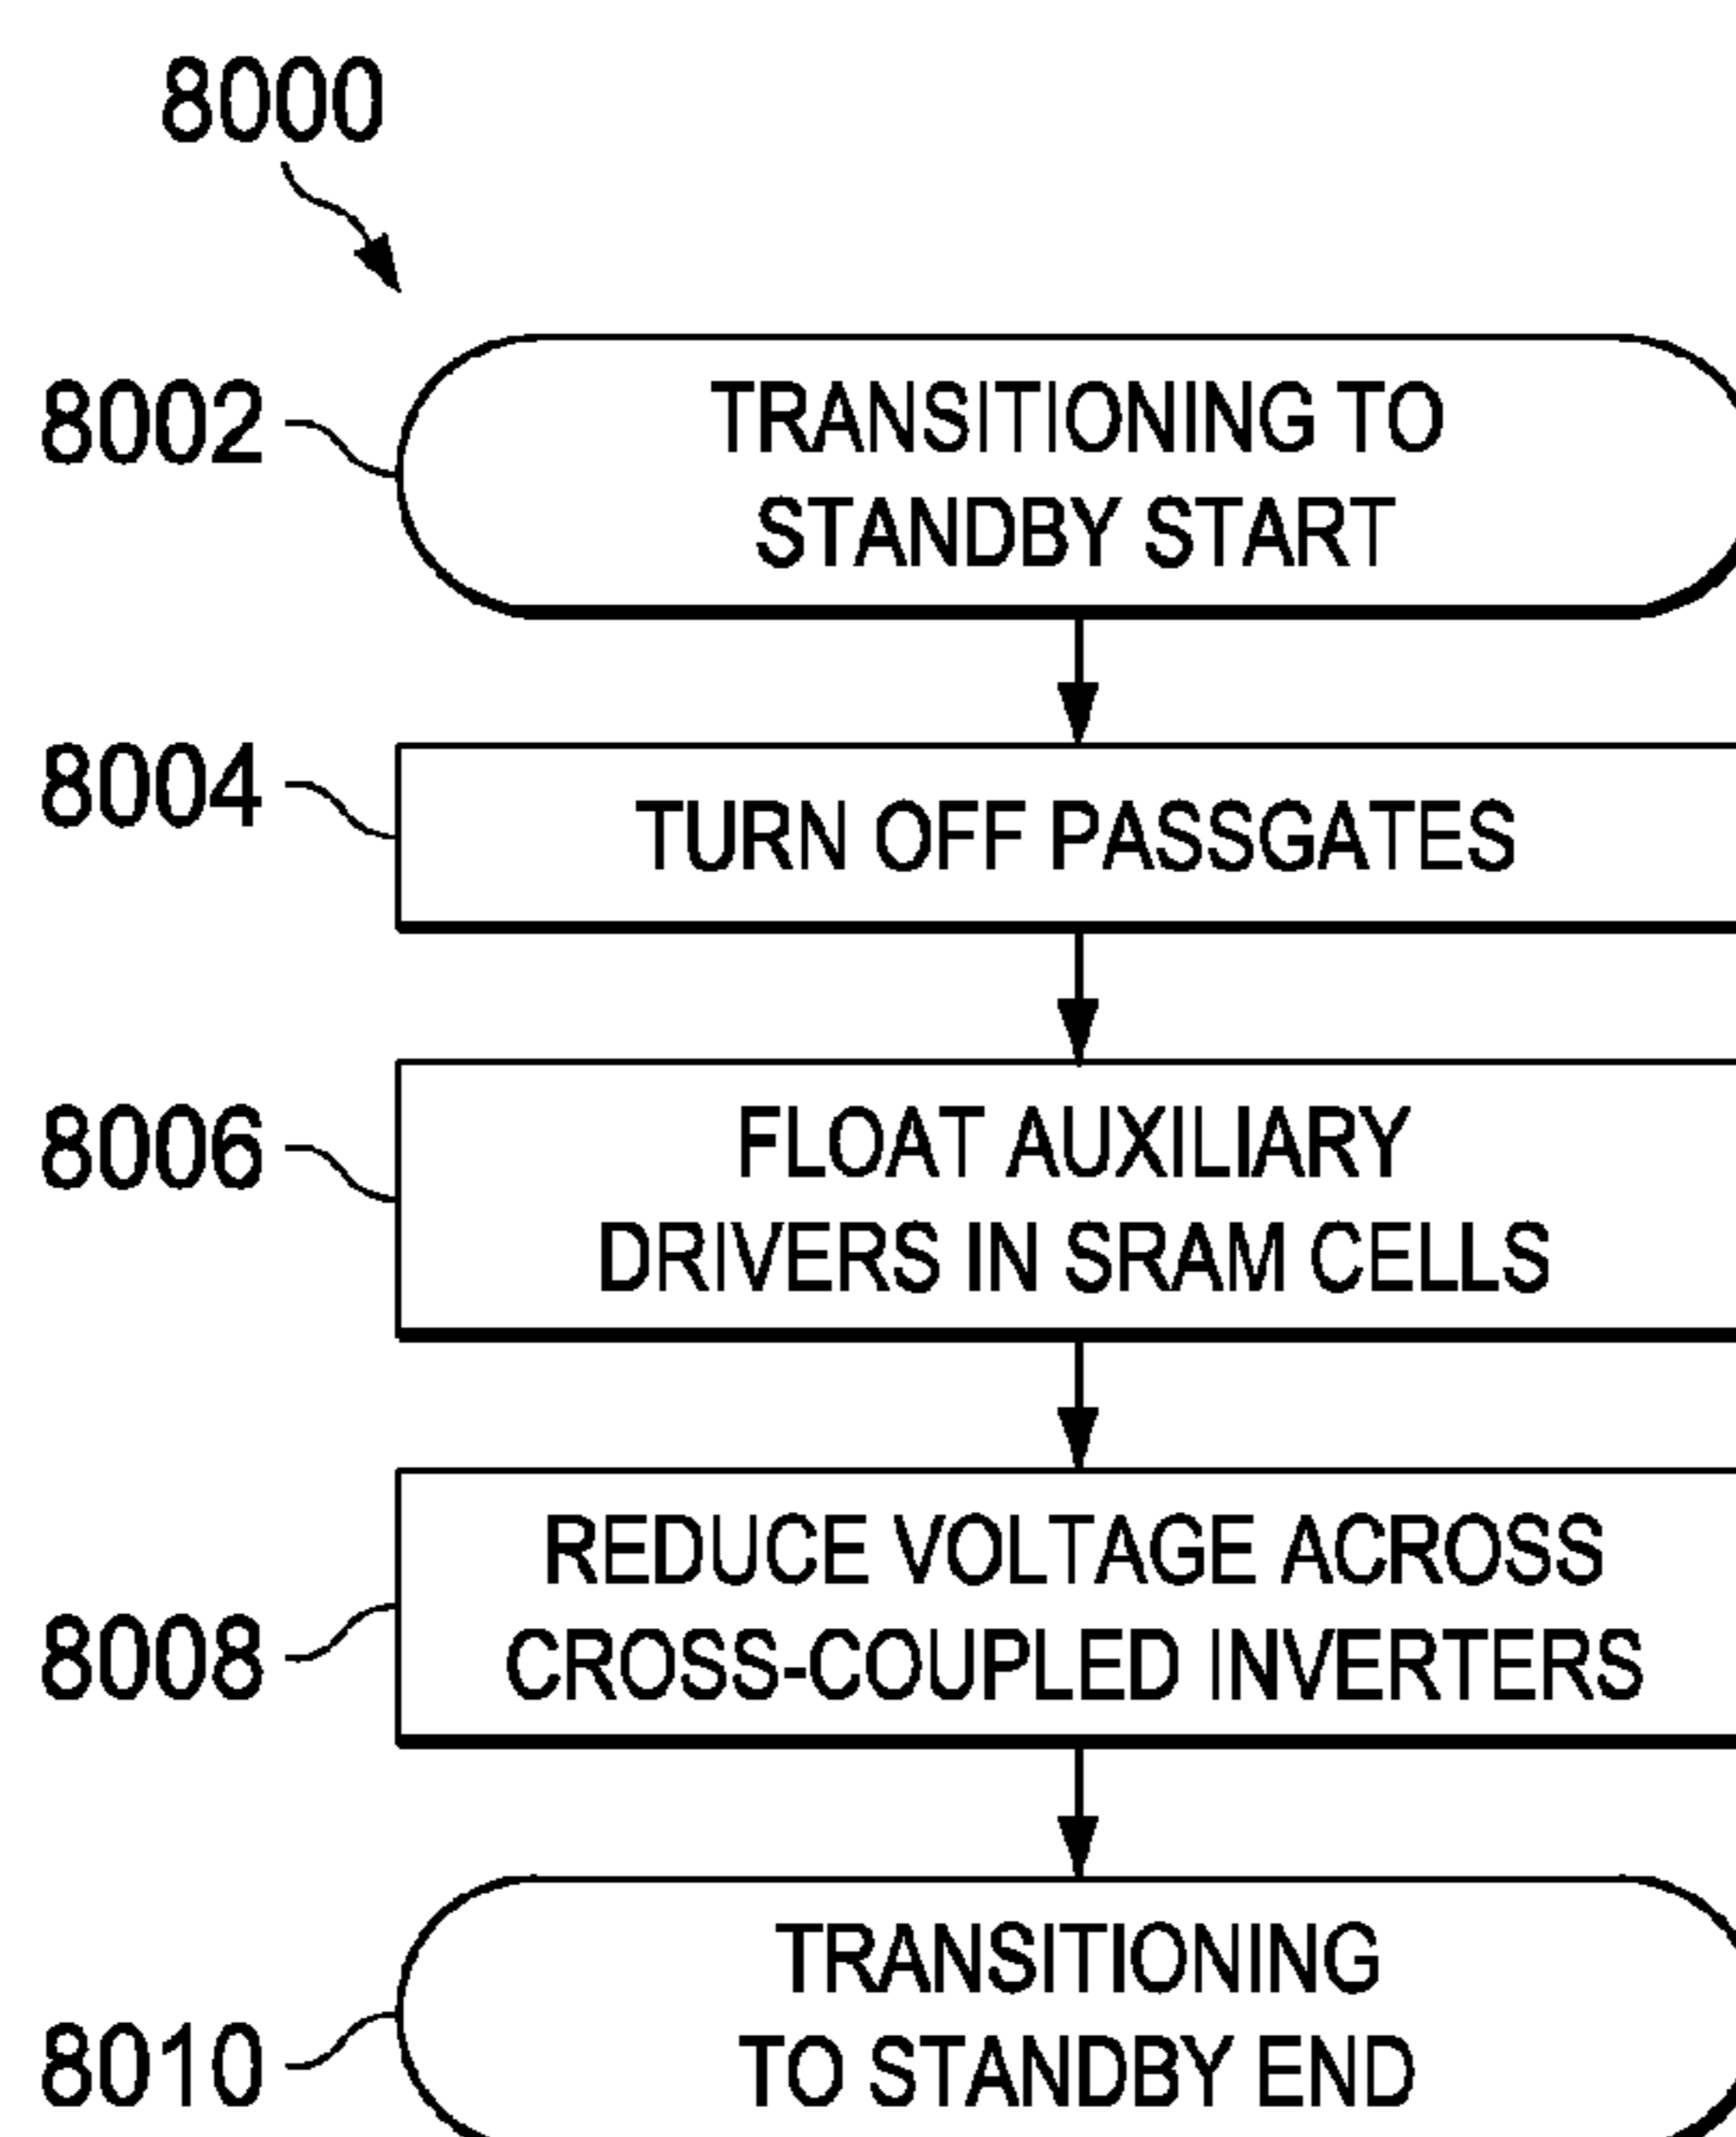 8000
8002
TRANSITIONING TO
STANDBY START
8004
TURN OFF PASSGATES
8006
FLOAT AUXILIARY
DRIVERS IN SRAM CELLS
8008
REDUCE VOLTAGE ACROSS
CROSS-COUPLED INVERTERS
8010
TRANSITIONING
TO STANDBY END